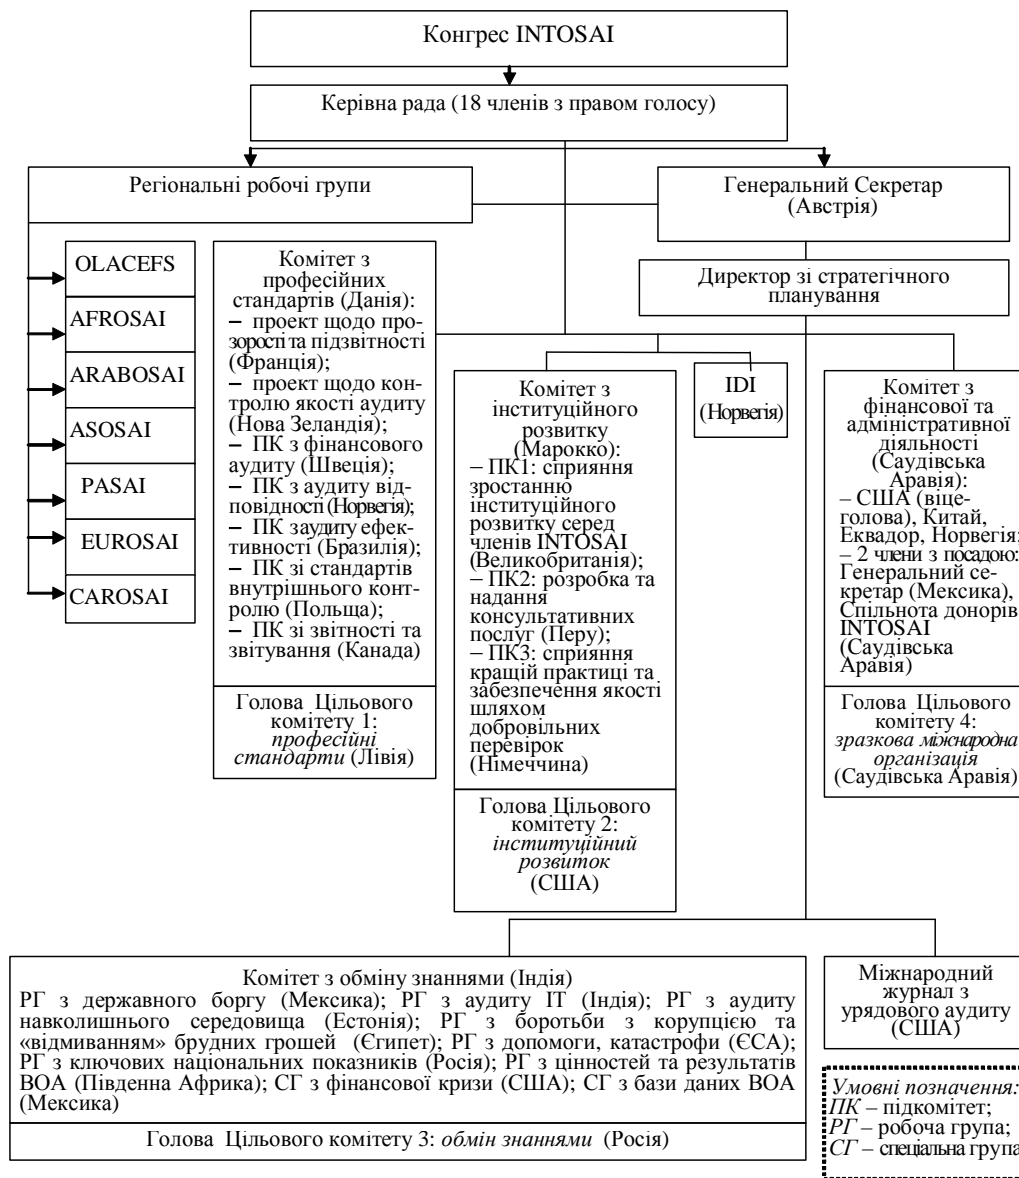 Конгрес INTOSAI
Керівна рада (18 членів з правом голосу)
Регіональні робочі групи
Генеральний Секретар
(Австрія)
Директор зі стратегічного
планування
OLACEFS
AFROSAI
ARABOSAI
ASOSAI
PASAI
EUROSAI
CAROSAI
Комітет з
професійних
стандартів (Данія):
– проект щодо про-
зорості та підзвітності
(Франція);
– проект щодо кон-
тролю якості аудиту
(Нова Зеландія);
– ПК з фінансового
аудиту (Швеція);
– ПК з аудиту від-
повідності (Норвегія);
– ПК заудиту ефек-
тивності (Бразилія);
– ПК зі стандартів
внутрішнього конт-
ролю (Польща);
– ПК зі звітності та
звітування (Канада)
Голова Цільового
комітету 1:
професійні
стандарти (Лівія)
Комітет з
інституційного
розвитку
(Марокко):
– ПК1: сприяння
зростанню
інституційного
розвитку серед
членів INTOSAI
(Великобританія);
– ПК2: розробка та
надання
консультативних
послуг (Перу);
– ПК3: сприяння
кращій практиці та
забезпечення якості
шляхом
добровільних
перевірок
(Німеччина)
Голова Цільового
комітету 2:
інституційний
розвиток
(США)
IDI
(Норвегія)
Комітет з
фінансової та
адміністративної
діяльності
(Саудівська
Аравія):
– США (віце-
голова), Китай,
Еквадор, Норвегія;
– 2 члени з посадою:
Генеральний се-
кретар (Мексика),
Спільнота донорів
INTOSAI
(Саудівська
Аравія)
Голова Цільового
комітету 4:
зразкова міжнародна
організація
(Саудівська Аравія)
Комітет з обміну знаннями (Індія)
РГ з державного боргу (Мексика); РГ з аудиту ІТ (Індія); РГ з аудиту
навколишнього середовища (Естонія); РГ з боротьби з корупцією та
«відмиванням» брудних грошей (Єгипет); РГ з допомоги, катастрофи (ЄСА);
РГ з ключових національних показників (Росія); РГ з цінностей та результатів
ВОА (Південна Африка); СГ з фінансової кризи (США); СГ з бази даних ВОА
(Мексика)
Голова Цільового комітету 3: обмін знаннями (Росія)
Міжнародний
журнал з
урядового аудиту
(США)
Умовні позначення:
ПК – підкомітет;
РГ – робоча група;
СГ – спеціальна група